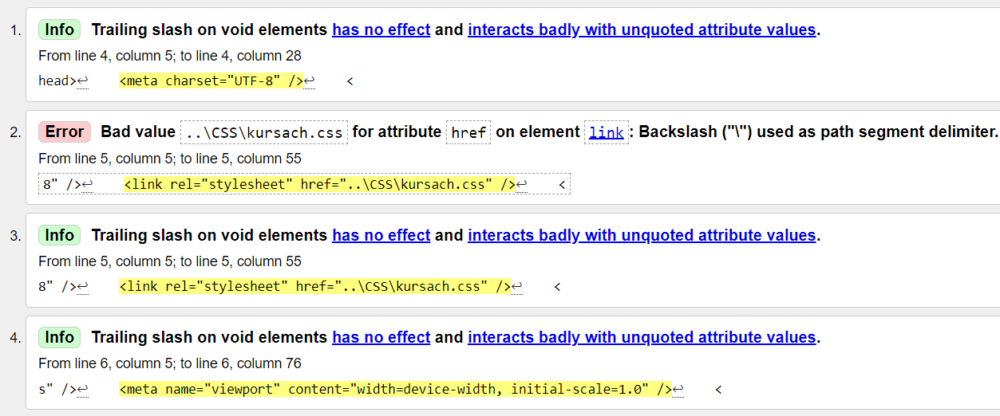 1. Info Trailing slash on void elements has no effect and interacts badly with unquoted attribute values.
From line 4, column 5; to line 4, column 28
head>↩    <meta charset="UTF-8" />↩    <
2. Error Bad value ..\CSS\kursach.css for attribute href on element link: Backslash ("\") used as path segment delimiter.
From line 5, column 5; to line 5, column 55
8" />↩    <link rel="stylesheet" href="..\CSS\kursach.css" />↩    <
3. Info Trailing slash on void elements has no effect and interacts badly with unquoted attribute values.
From line 5, column 5; to line 5, column 55
8" />↩    <link rel="stylesheet" href="..\CSS\kursach.css" />↩    <
4. Info Trailing slash on void elements has no effect and interacts badly with unquoted attribute values.
From line 6, column 5; to line 6, column 76
s" />↩    <meta name="viewport" content="width=device-width, initial-scale=1.0" />↩    <